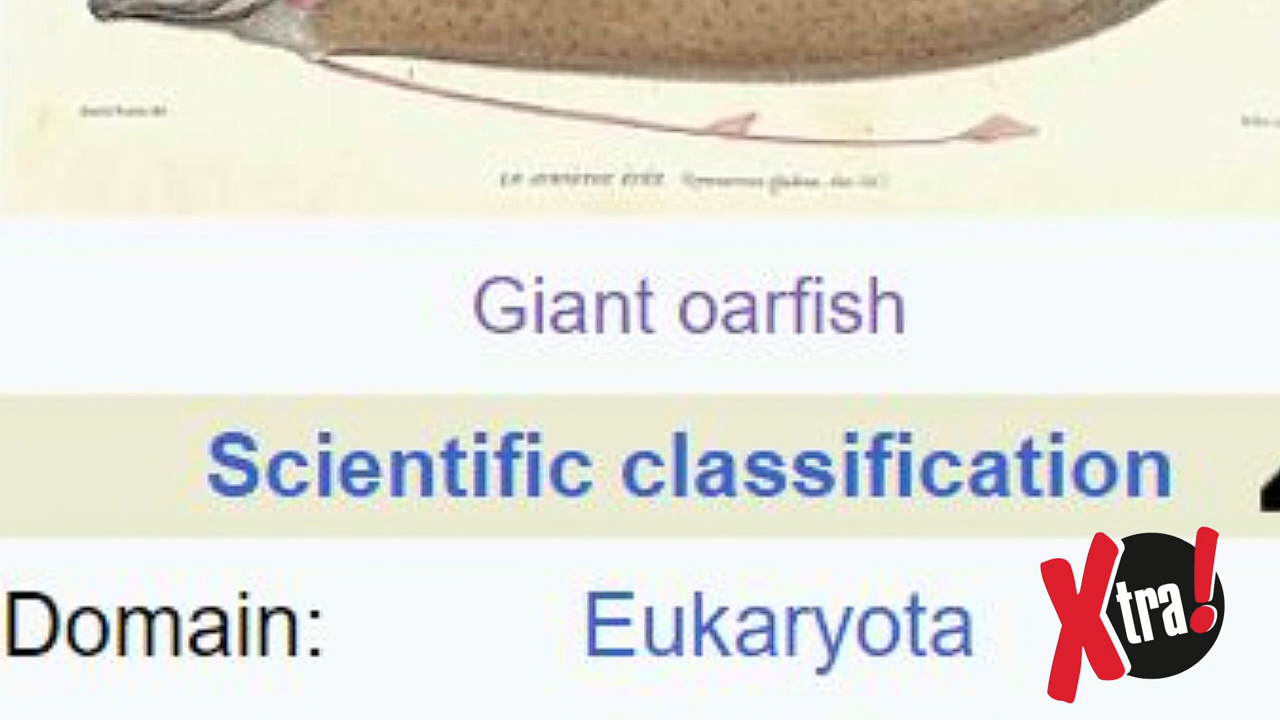 Giant oarfish
Scientific classification
Domain: Eukaryota
Xtra!